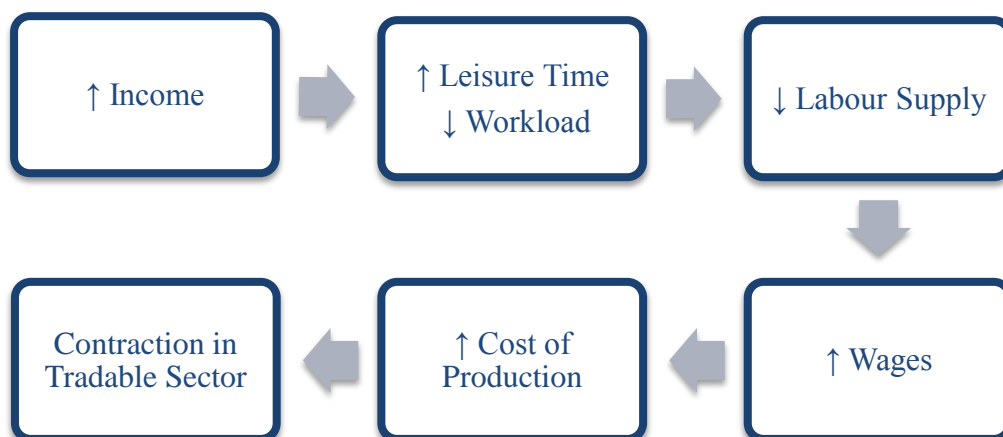 ↑ Income
↑ Leisure Time
↓ Workload
↓ Labour Supply
↑ Wages
↑ Cost of
Production
Contraction in
Tradable Sector